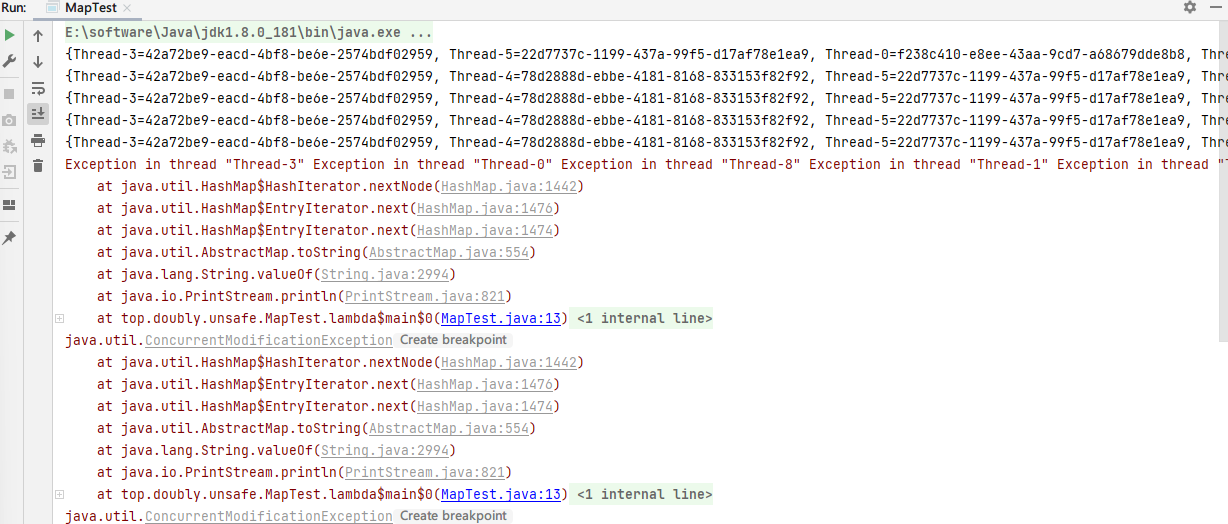 Run: MapTest
E:\software\Java\jdk1.8.0_181\bin\java.exe ...
{Thread-3=42a72be9-eacd-4bf8-be6e-2574bdf02959, Thread-5=22d7737c-1199-437a-99f5-d17af78e1ea9, Thread-0=f238c410-e8ee-43aa-9cd7-a68679dde8b8, Thre
{Thread-3=42a72be9-eacd-4bf8-be6e-2574bdf02959, Thread-4=78d2888d-ebbe-4181-8168-833153f82f92, Thread-5=22d7737c-1199-437a-99f5-d17af78e1ea9, Thre
{Thread-3=42a72be9-eacd-4bf8-be6e-2574bdf02959, Thread-4=78d2888d-ebbe-4181-8168-833153f82f92, Thread-5=22d7737c-1199-437a-99f5-d17af78e1ea9, Thre
{Thread-3=42a72be9-eacd-4bf8-be6e-2574bdf02959, Thread-4=78d2888d-ebbe-4181-8168-833153f82f92, Thread-5=22d7737c-1199-437a-99f5-d17af78e1ea9, Thre
{Thread-3=42a72be9-eacd-4bf8-be6e-2574bdf02959, Thread-4=78d2888d-ebbe-4181-8168-833153f82f92, Thread-5=22d7737c-1199-437a-99f5-d17af78e1ea9, Thre
Exception in thread "Thread-3" Exception in thread "Thread-0" Exception in thread "Thread-8" Exception in thread "Thread-1" Exception in thread "T
at java.util.HashMap$HashIterator.nextNode(HashMap.java:1442)
at java.util.HashMap$EntryIterator.next(HashMap.java:1476)
at java.util.HashMap$EntryIterator.next(HashMap.java:1474)
at java.util.AbstractMap.toString(AbstractMap.java:554)
at java.lang.String.valueOf(String.java:2994)
at java.io.PrintStream.println(PrintStream.java:821)
at top.doubly.unsafe.MapTest.lambda$main$0(MapTest.java:13) <1 internal line>
java.util.ConcurrentModificationException Create breakpoint
at java.util.HashMap$HashIterator.nextNode(HashMap.java:1442)
at java.util.HashMap$EntryIterator.next(HashMap.java:1476)
at java.util.HashMap$EntryIterator.next(HashMap.java:1474)
at java.util.AbstractMap.toString(AbstractMap.java:554)
at java.lang.String.valueOf(String.java:2994)
at java.io.PrintStream.println(PrintStream.java:821)
at top.doubly.unsafe.MapTest.lambda$main$0(MapTest.java:13) <1 internal line>
java.util.ConcurrentModificationException Create breakpoint